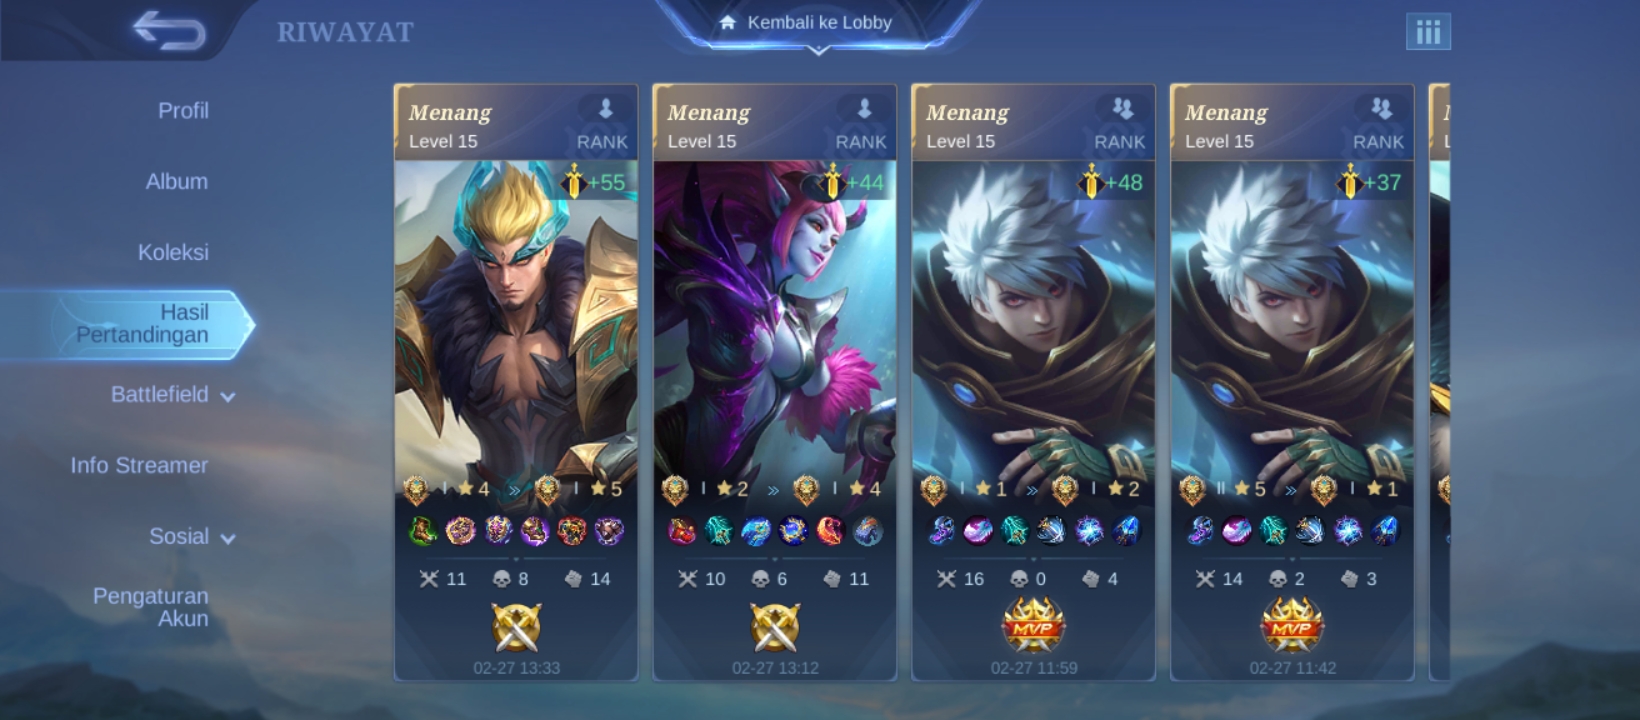 RIWAYAT
Kembali ke Lobby
Profil
Album
Koleksi
Hasil
Pertandingan
Battlefield
Info Streamer
Sosial
Pengaturan
Akun
Menang
Level 15
RANK
+55
I 4 » I 5
11 8 14
02-27 13:33
Menang
Level 15
RANK
+44
I 2 » I 4
10 6 11
02-27 13:12
Menang
Level 15
RANK
+48
I 1 » I 2
16 0 4
MVP
02-27 11:59
Menang
Level 15
RANK
+37
II 5 » I 1
14 2 3
MVP
02-27 11:42